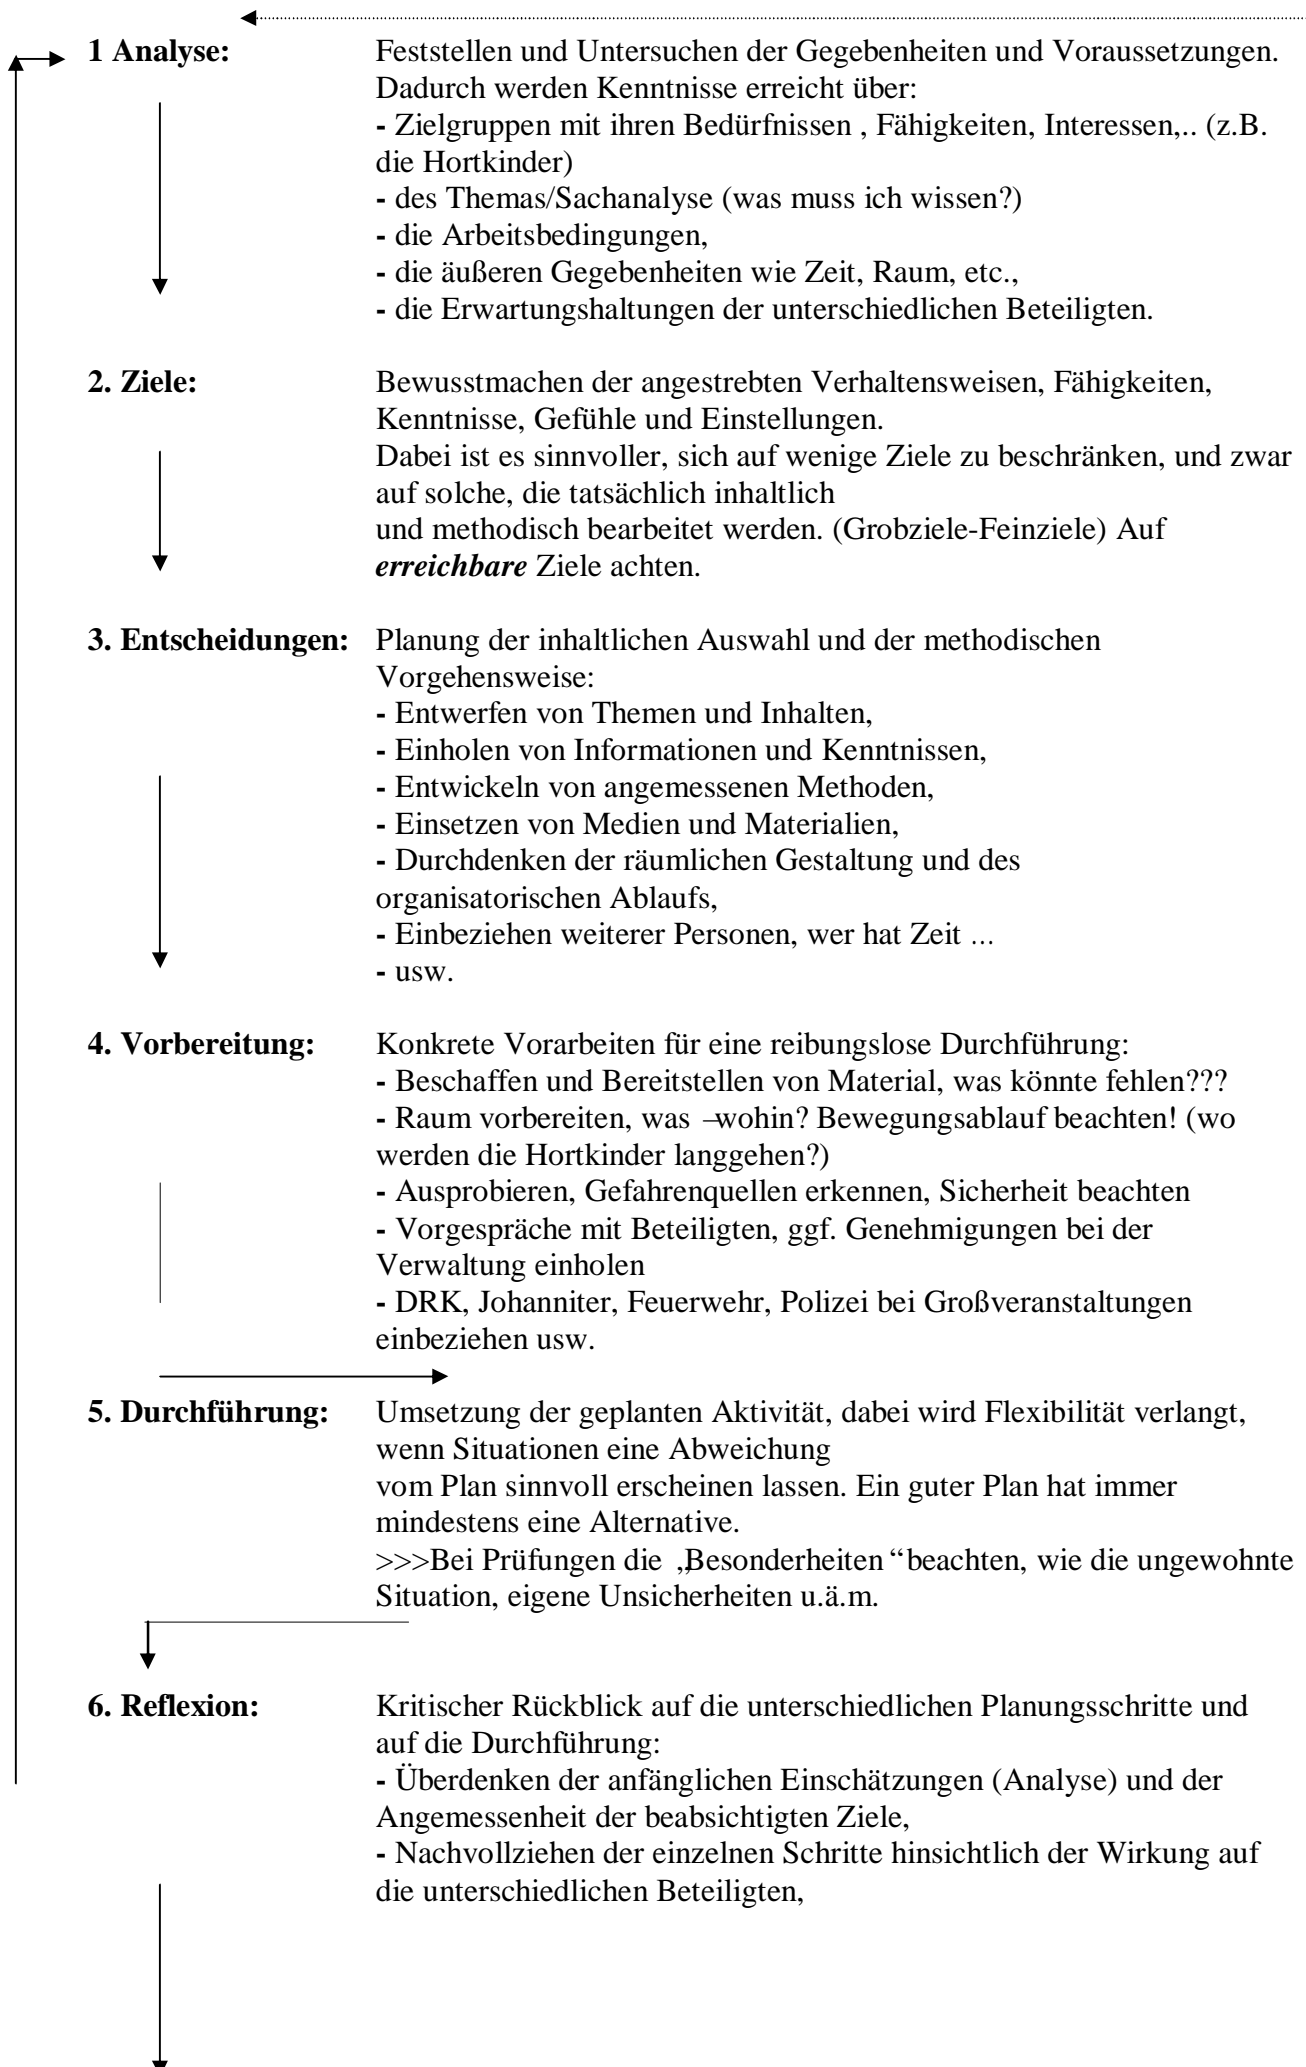 1 Analyse: Feststellen und Untersuchen der Gegebenheiten und Voraussetzungen.
Dadurch werden Kenntnisse erreicht über:
- Zielgruppen mit ihren Bedürfnissen , Fähigkeiten, Interessen,.. (z.B.
die Hortkinder)
- des Themas/Sachanalyse (was muss ich wissen?)
- die Arbeitsbedingungen,
- die äußeren Gegebenheiten wie Zeit, Raum, etc.,
- die Erwartungshaltungen der unterschiedlichen Beteiligten.
2. Ziele: Bewusstmachen der angestrebten Verhaltensweisen, Fähigkeiten,
Kenntnisse, Gefühle und Einstellungen.
Dabei ist es sinnvoller, sich auf wenige Ziele zu beschränken, und zwar
auf solche, die tatsächlich inhaltlich
und methodisch bearbeitet werden. (Grobziele-Feinziele) Auf
erreichbare Ziele achten.
3. Entscheidungen: Planung der inhaltlichen Auswahl und der methodischen
Vorgehensweise:
- Entwerfen von Themen und Inhalten,
- Einholen von Informationen und Kenntnissen,
- Entwickeln von angemessenen Methoden,
- Einsetzen von Medien und Materialien,
- Durchdenken der räumlichen Gestaltung und des
organisatorischen Ablaufs,
- Einbeziehen weiterer Personen, wer hat Zeit ...
- usw.
4. Vorbereitung: Konkrete Vorarbeiten für eine reibungslose Durchführung:
- Beschaffen und Bereitstellen von Material, was könnte fehlen???
- Raum vorbereiten, was –wohin? Bewegungsablauf beachten! (wo
werden die Hortkinder langgehen?)
- Ausprobieren, Gefahrenquellen erkennen, Sicherheit beachten
- Vorgespräche mit Beteiligten, ggf. Genehmigungen bei der
Verwaltung einholen
- DRK, Johanniter, Feuerwehr, Polizei bei Großveranstaltungen
einbeziehen usw.
5. Durchführung: Umsetzung der geplanten Aktivität, dabei wird Flexibilität verlangt,
wenn Situationen eine Abweichung
vom Plan sinnvoll erscheinen lassen. Ein guter Plan hat immer
mindestens eine Alternative.
>>>Bei Prüfungen die „Besonderheiten“ beachten, wie die ungewohnte
Situation, eigene Unsicherheiten u.ä.m.
6. Reflexion: Kritischer Rückblick auf die unterschiedlichen Planungsschritte und
auf die Durchführung:
- Überdenken der anfänglichen Einschätzungen (Analyse) und der
Angemessenheit der beabsichtigten Ziele,
- Nachvollziehen der einzelnen Schritte hinsichtlich der Wirkung auf
die unterschiedlichen Beteiligten,